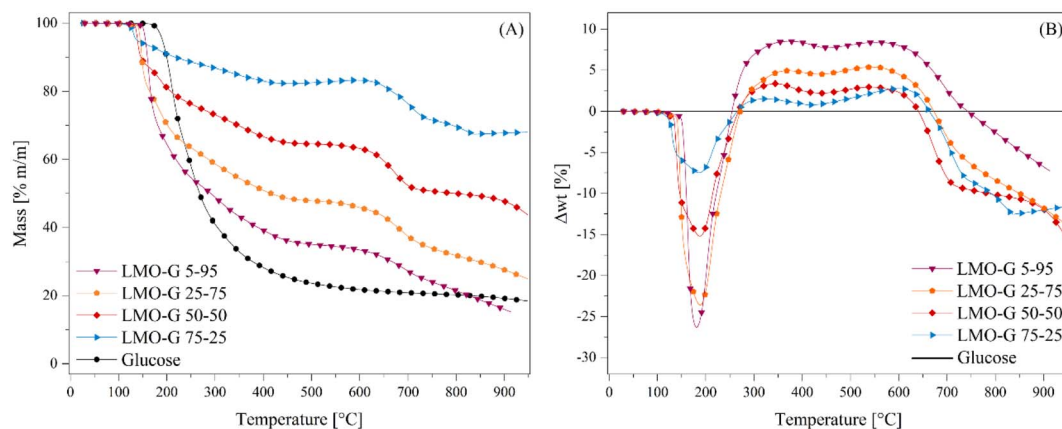 (A)
100
80
60
40
20
0
Mass [% m/m]
LMO-G 5-95
LMO-G 25-75
LMO-G 50-50
LMO-G 75-25
Glucose
0 100 200 300 400 500 600 700 800 900
Temperature [°C]
(B)
10
5
0
-5
-10
-15
-20
-25
-30
Δwt [%]
LMO-G 5-95
LMO-G 25-75
LMO-G 50-50
LMO-G 75-25
Glucose
0 100 200 300 400 500 600 700 800 900
Temperature [°C]